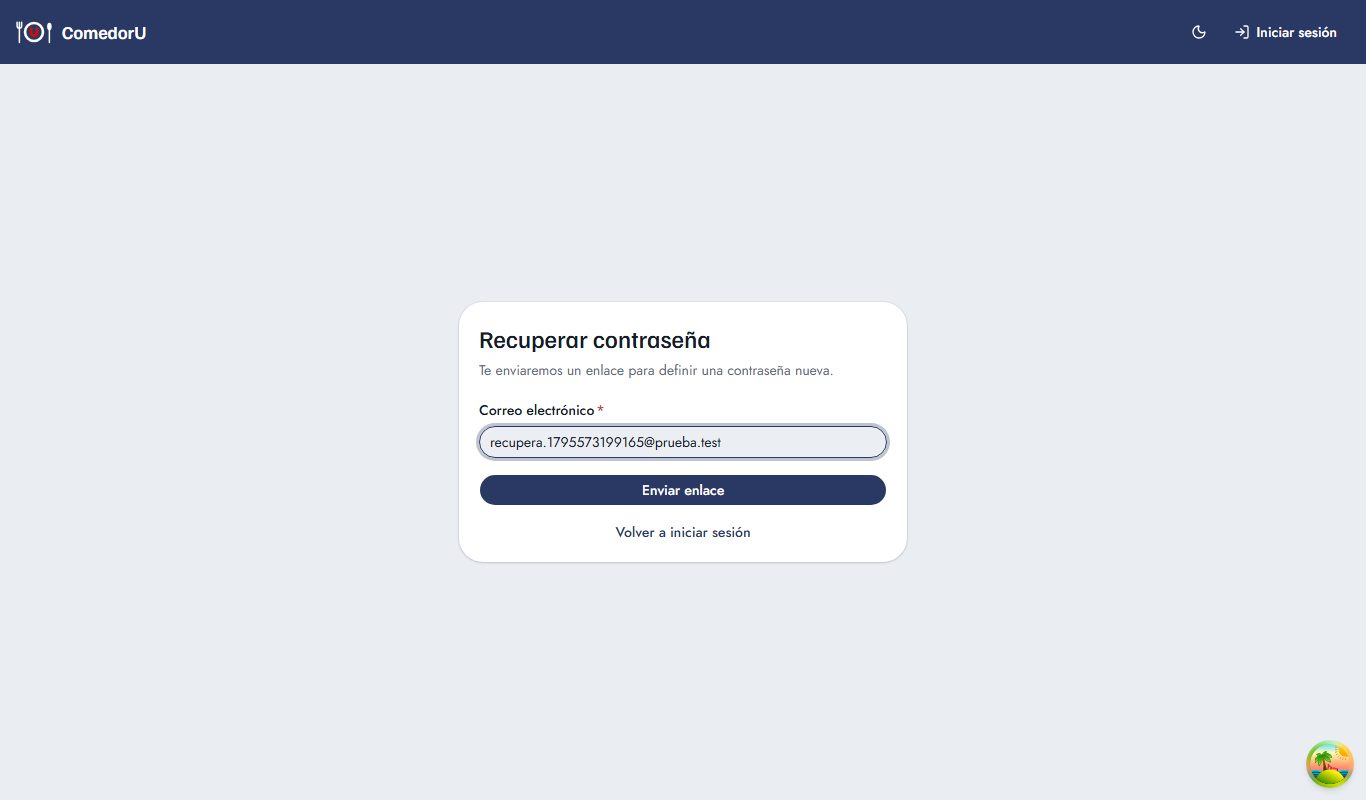 ComedorU
Iniciar sesión
Recuperar contraseña
Te enviaremos un enlace para definir una contraseña nueva.
Correo electrónico *
recupera.1795573199165@prueba.test
Enviar enlace
Volver a iniciar sesión